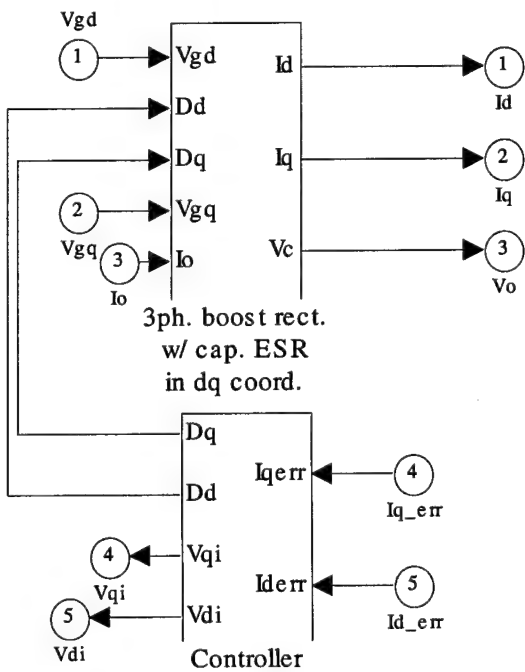 Vgd
1
Vgd
Id
1
Id
Dd
Dq
Iq
2
Iq
2
Vgq
Vgq
3
Io
Io
Vc
3
Vo
3ph. boost rect.
w/ cap. ESR
in dq coord.
Dq
Iqerr
4
Iq_err
Dd
4
Vqi
Vqi
Iderr
5
Id_err
5
Vdi
Vdi
Controller